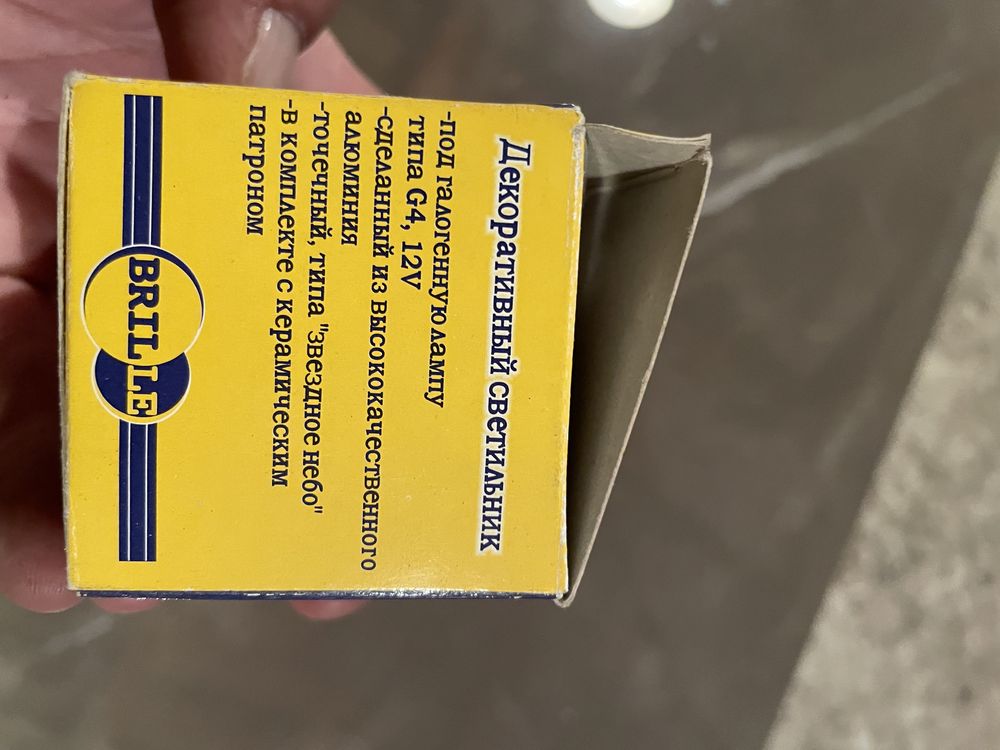 Декоративный светильник
-под галогенную лампу
типа G4, 12V
-сделанный из высококачественного
алюминия
-точечный, типа "звездное небо"
-в комплекте с керамическим
патроном
BRILLE